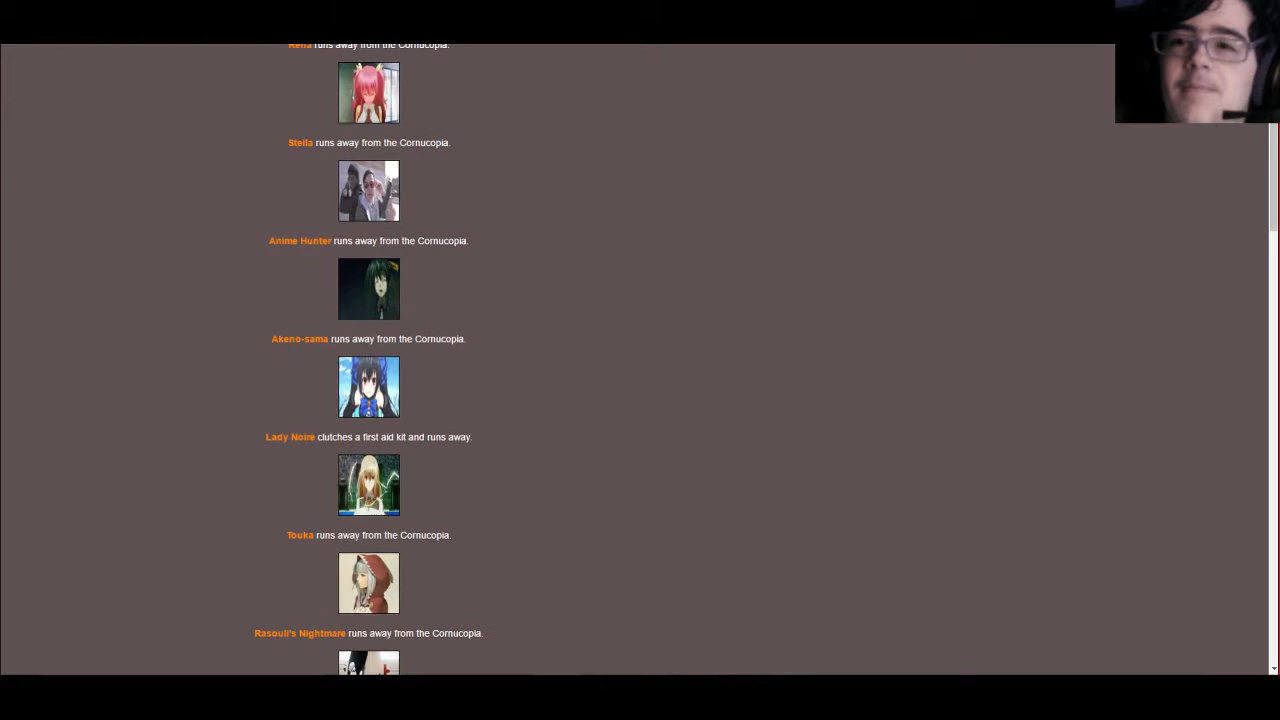 Rena runs away from the Cornucopia.
Stella runs away from the Cornucopia.
Anime Hunter runs away from the Cornucopia.
Akeno-sama runs away from the Cornucopia.
Lady Noire clutches a first aid kit and runs away.
Touka runs away from the Cornucopia.
Rasouli's Nightmare runs away from the Cornucopia.